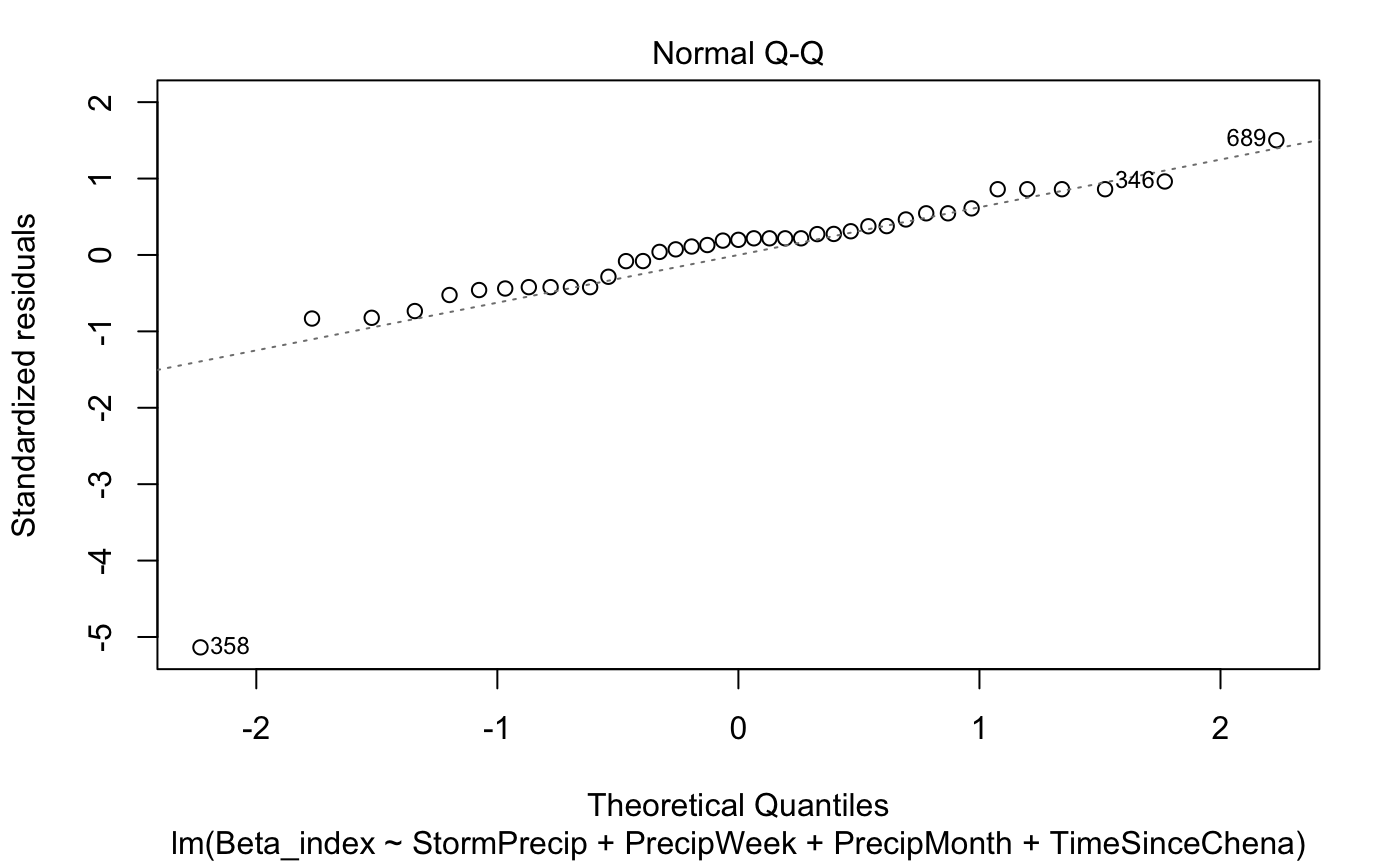 Normal Q-Q
2
1
0
-1
-2
-3
-4
-5
Standardized residuals
689
346
358
-2 -1 0 1 2
Theoretical Quantiles
lm(Beta_index ~ StormPrecip + PrecipWeek + PrecipMonth + TimeSinceChena)